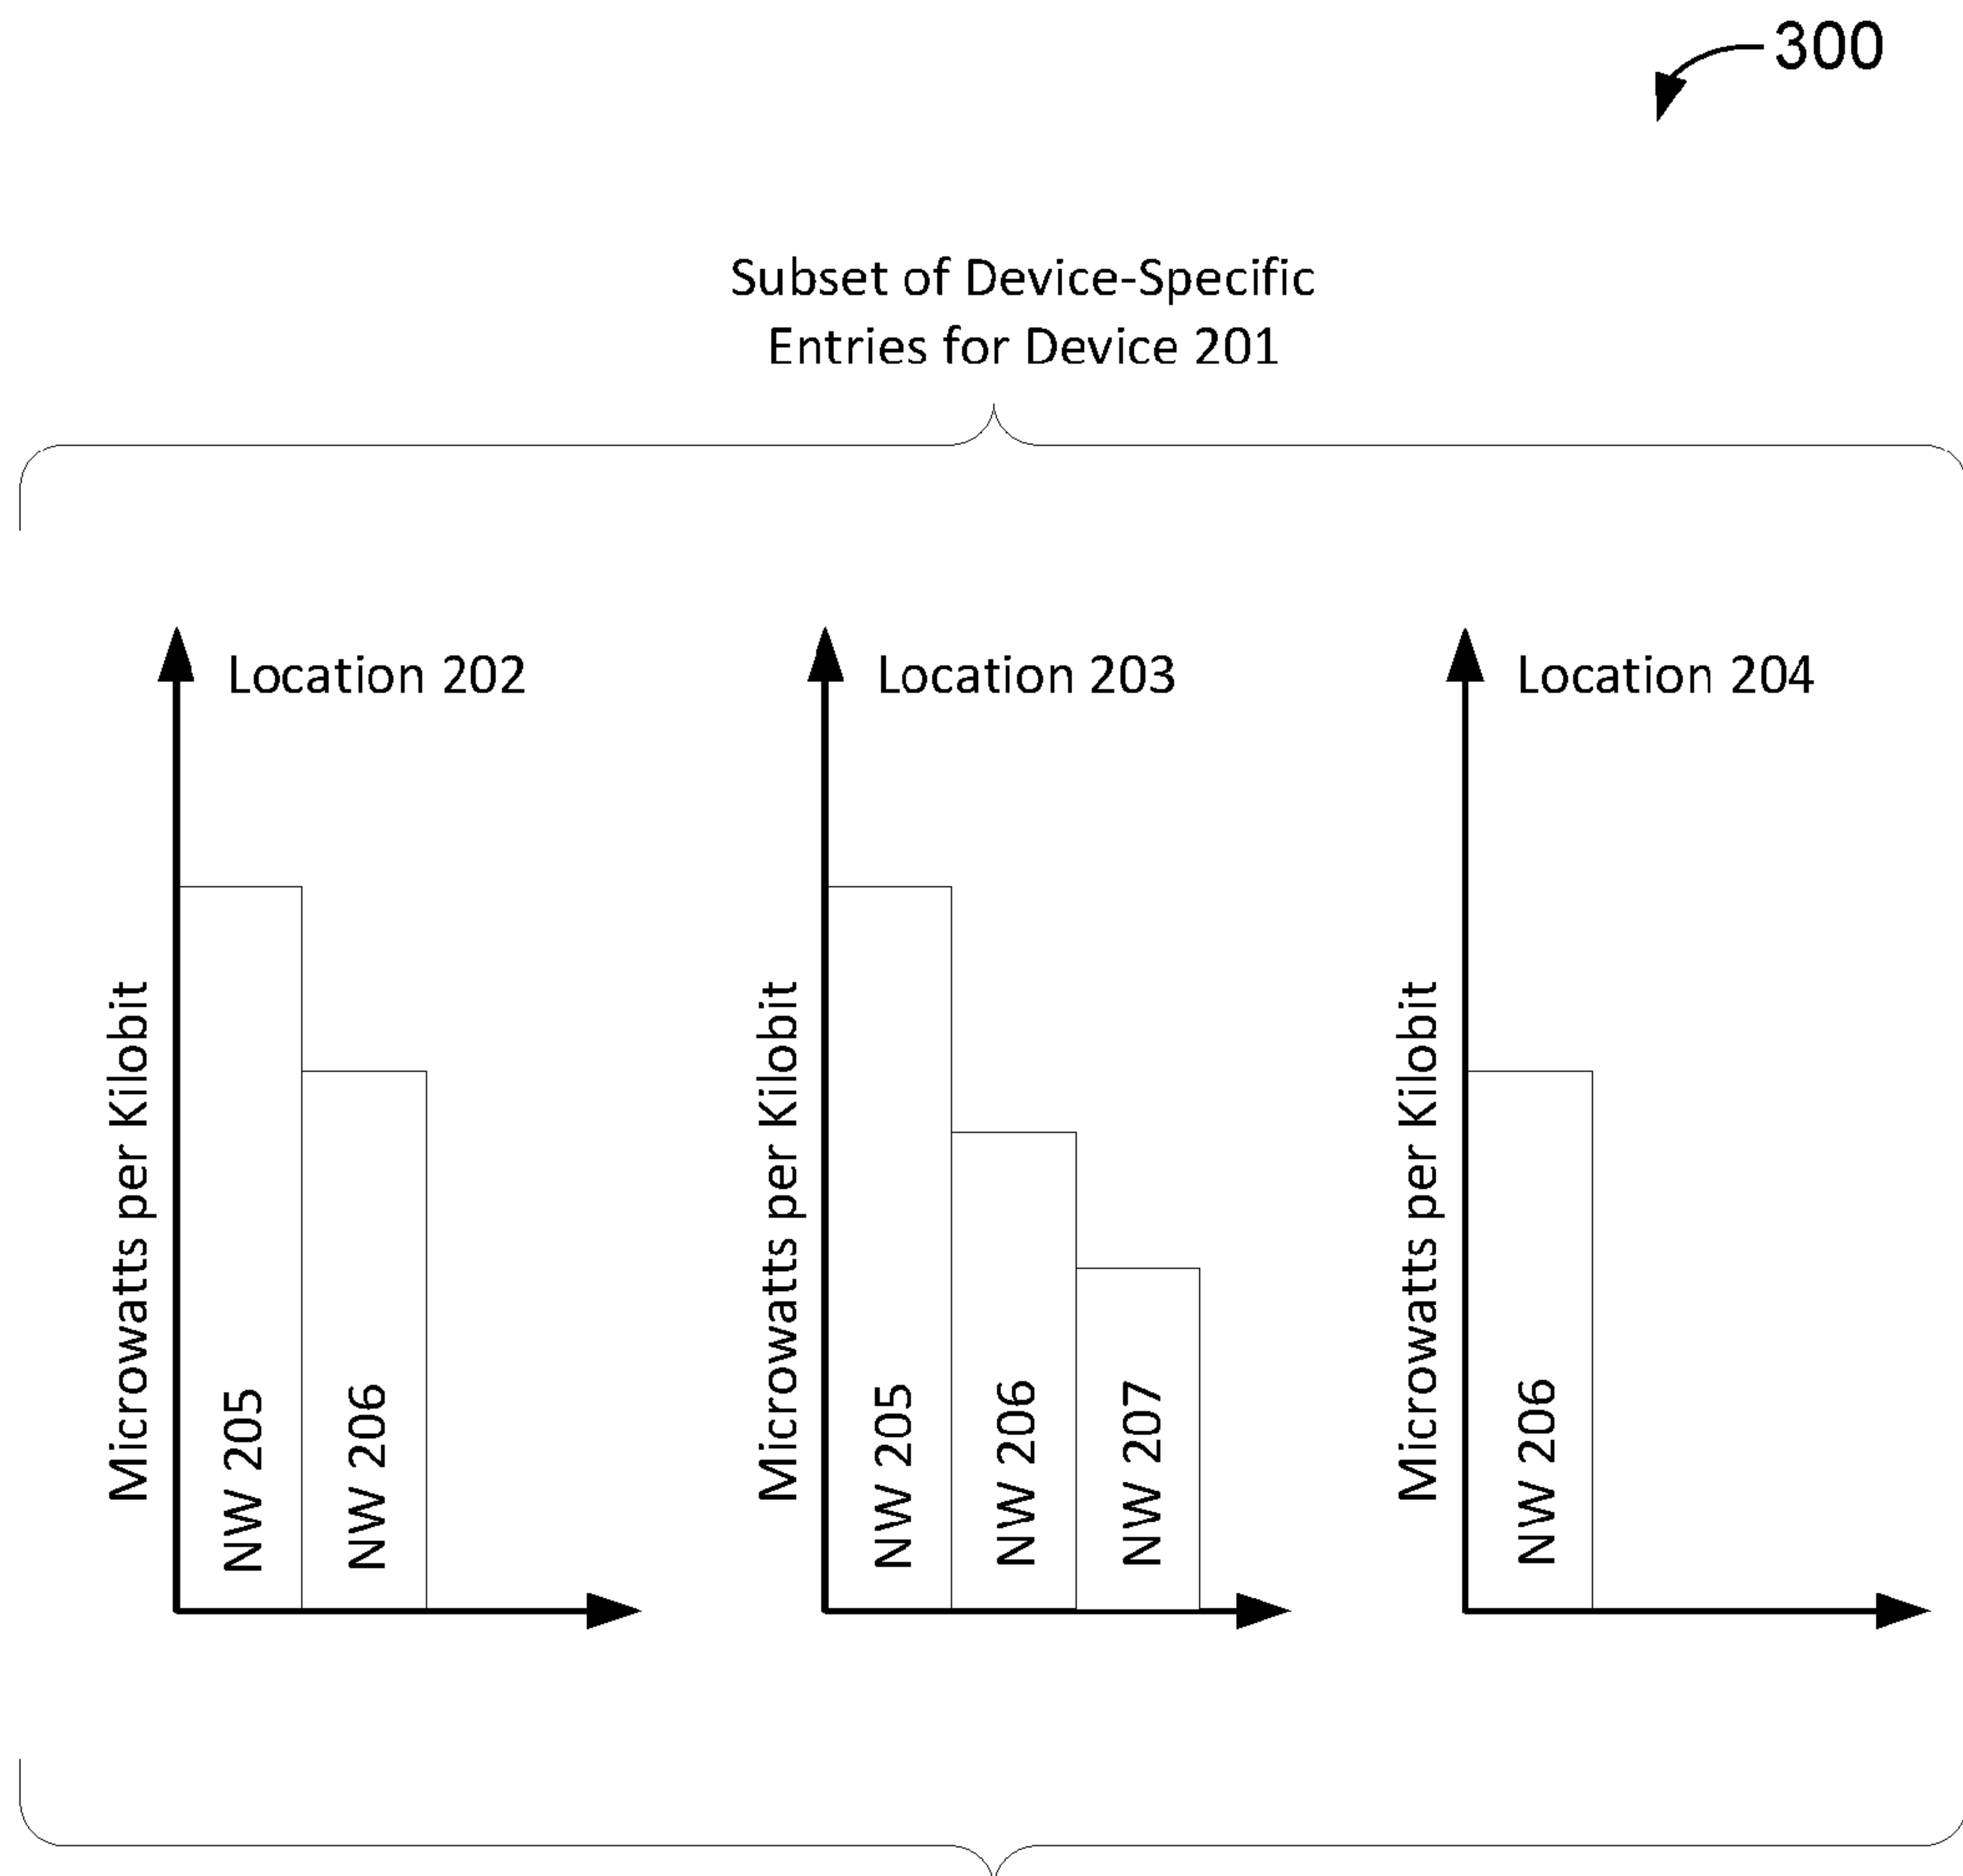 300
Subset of Device-Specific
Entries for Device 201
Location 202
Microwatts per Kilobit
NW 205
NW 206
Location 203
Microwatts per Kilobit
NW 205
NW 206
NW 207
Location 204
Microwatts per Kilobit
NW 206